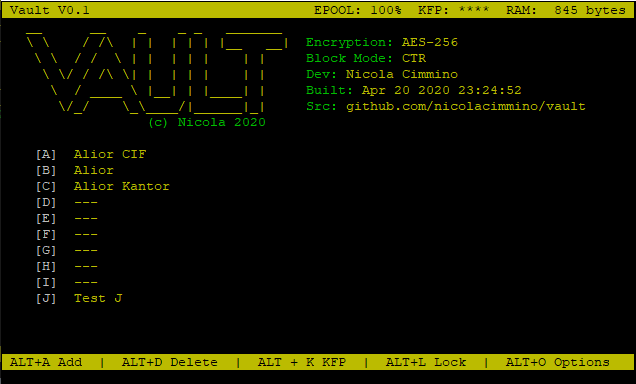 Vault V0.1 EPOOL: 100% KFP: **** RAM: 845 bytes
VAULT
Encryption: AES-256
Block Mode: CTR
Dev: Nicola Cimmino
Built: Apr 20 2020 23:24:52
Src: github.com/nicolacimmino/vault
(c) Nicola 2020
[A] Alior CIF
[B] Alior
[C] Alior Kantor
[D] ---
[E] ---
[F] ---
[G] ---
[H] ---
[I] ---
[J] Test J
ALT+A Add | ALT+D Delete | ALT + K KFP | ALT+L Lock | ALT+O Options